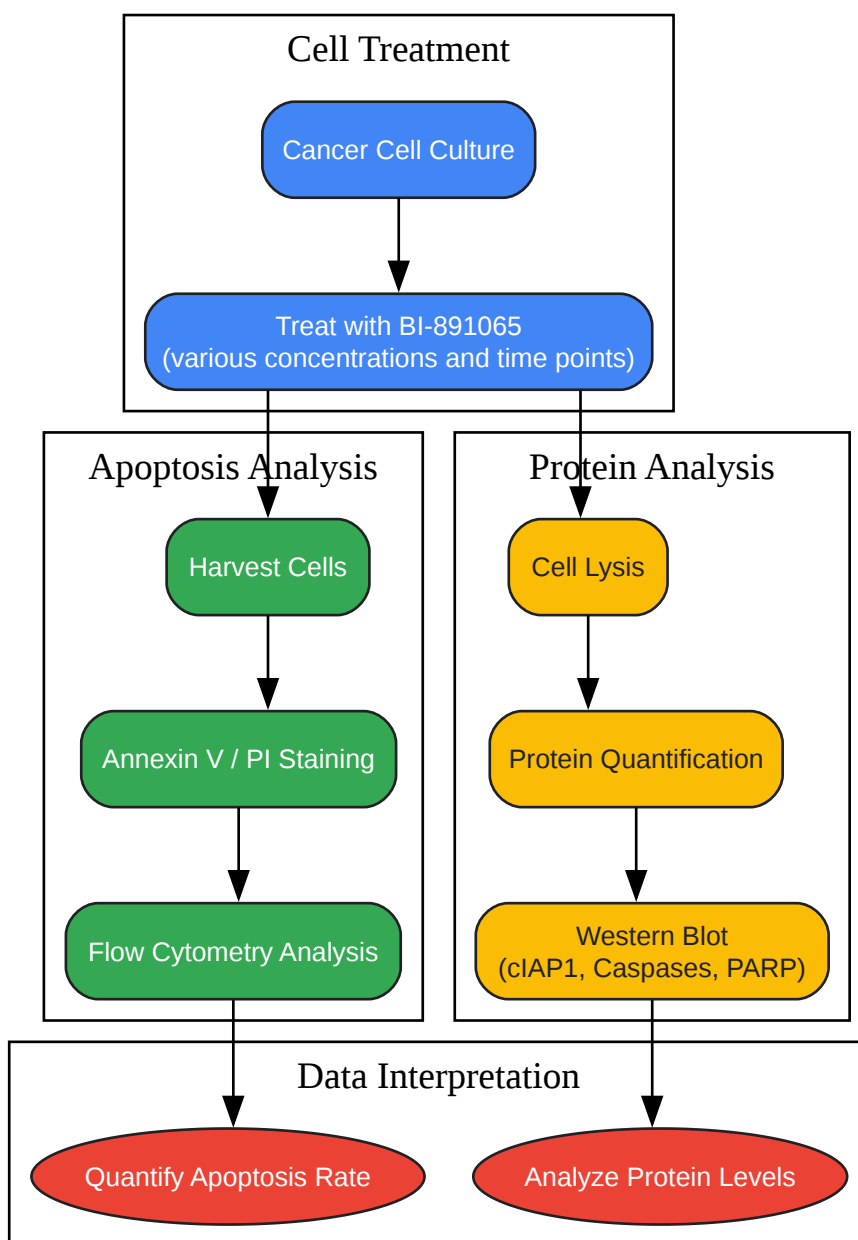 Cell Treatment
Cancer Cell Culture
Treat with BI-891065
(various concentrations and time points)
Apoptosis Analysis
Harvest Cells
Annexin V / PI Staining
Flow Cytometry Analysis
Protein Analysis
Cell Lysis
Protein Quantification
Western Blot
(cIAP1, Caspases, PARP)
Data Interpretation
Quantify Apoptosis Rate
Analyze Protein Levels